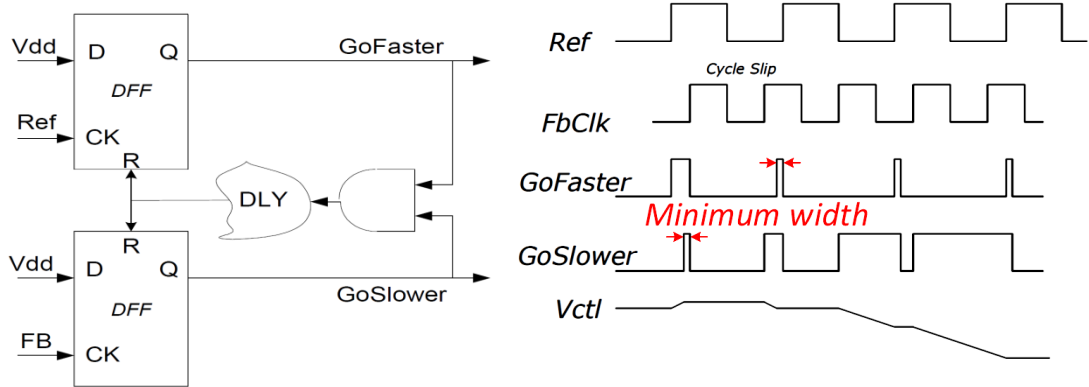 Vdd
D
Q
DFF
Ref
CK
R
GoFaster
DLY
R
Vdd
D
Q
DFF
FB
CK
GoSlower
Ref
Cycle Slip
FbClk
GoFaster
Minimum width
GoSlower
Vctl